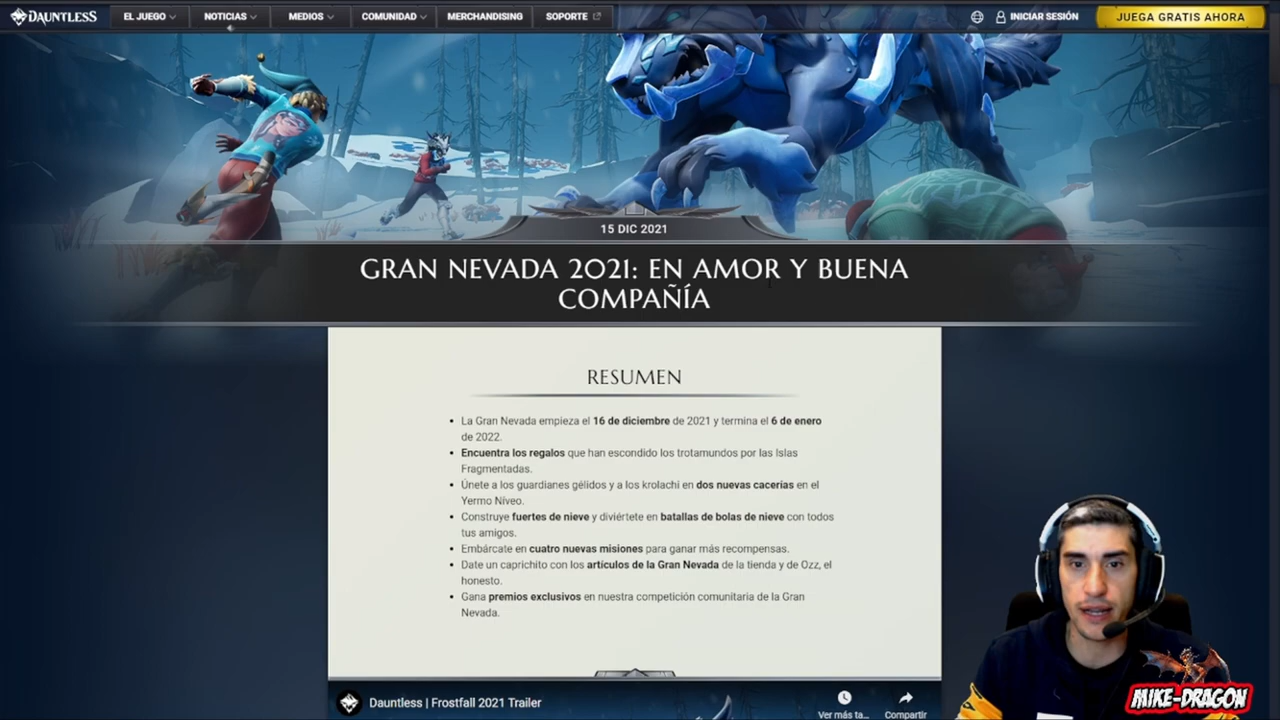 DAUNTLESS
EL JUEGO
NOTICIAS
MEDIOS
COMUNIDAD
MERCHANDISING
SOPORTE
INICIAR SESIÓN
JUEGA GRATIS AHORA
15 DIC 2021
GRAN NEVADA 2021: EN AMOR Y BUENA
COMPAÑÍA
RESUMEN
• La Gran Nevada empieza el 16 de diciembre de 2021 y termina el 6 de enero
de 2022.
• Encuentra los regalos que han escondido los trotamundos por las Islas
Fragmentadas.
• Únete a los guardianes gélidos y a los krolachi en dos nuevas cacerías en el
Yermo Níveo.
• Construye fuertes de nieve y diviértete en batallas de bolas de nieve con todos
tus amigos.
• Embárcate en cuatro nuevas misiones para ganar más recompensas.
• Date un caprichito con los artículos de la Gran Nevada de la tienda y de Ozz, el
honesto.
• Gana premios exclusivos en nuestra competición comunitaria de la Gran
Nevada.
Dauntless | Frostfall 2021 Trailer
Ver más ta...
Compartir
MIKE-DRAGON